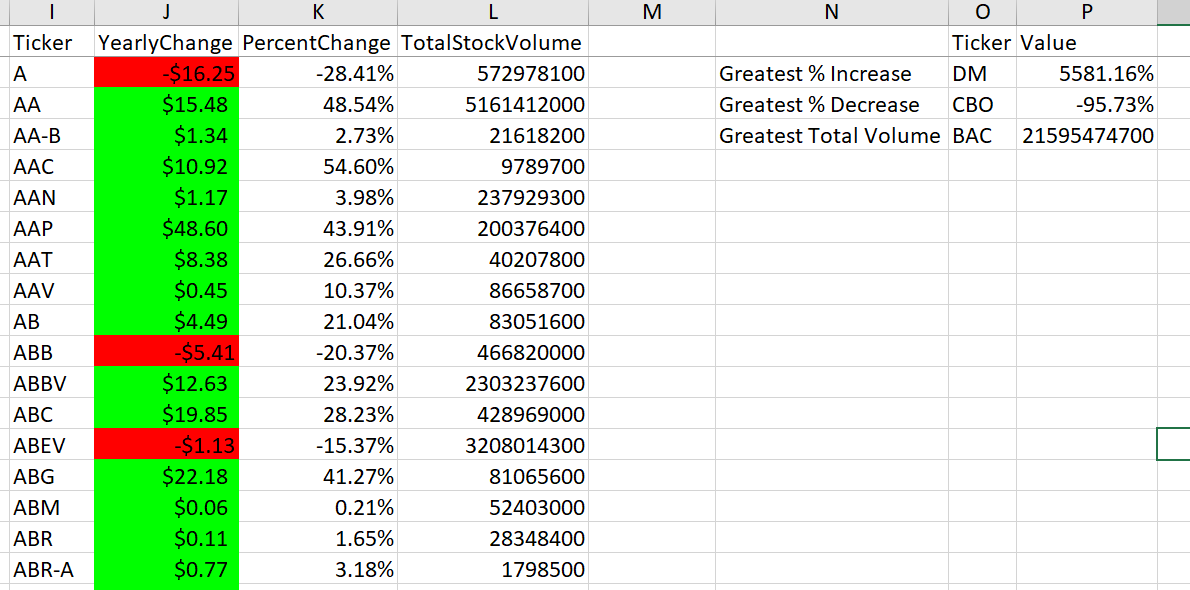 I J K L M N O P
Ticker YearlyChange PercentChange TotalStockVolume Ticker Value
A -$16.25 -28.41% 572978100 Greatest % Increase DM 5581.16%
AA $15.48 48.54% 5161412000 Greatest % Decrease CBO -95.73%
AA-B $1.34 2.73% 21618200 Greatest Total Volume BAC 21595474700
AAC $10.92 54.60% 9789700
AAN $1.17 3.98% 237929300
AAP $48.60 43.91% 200376400
AAT $8.38 26.66% 40207800
AAV $0.45 10.37% 86658700
AB $4.49 21.04% 83051600
ABB -$5.41 -20.37% 466820000
ABBV $12.63 23.92% 2303237600
ABC $19.85 28.23% 428969000
ABEV -$1.13 -15.37% 3208014300
ABG $22.18 41.27% 81065600
ABM $0.06 0.21% 52403000
ABR $0.11 1.65% 28348400
ABR-A $0.77 3.18% 1798500